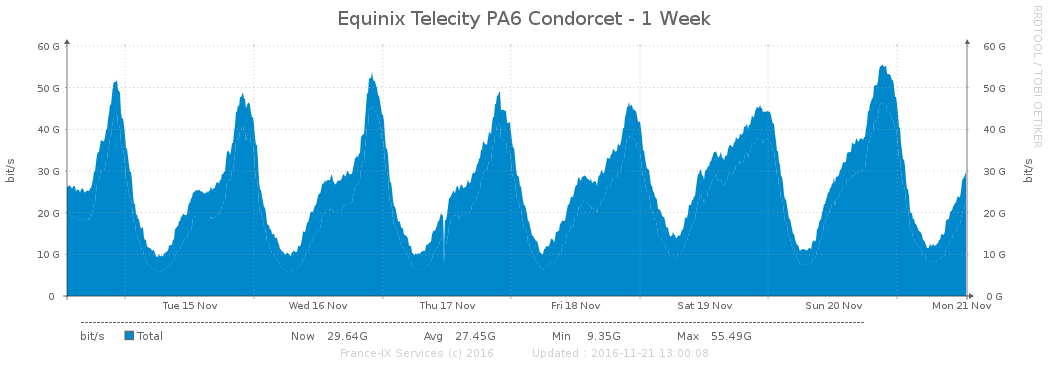 Equinix Telecity PA6 Condorcet - 1 Week
RRDTOOL / TOBI OETIKER
bit/s
60 G 60 G
50 G 50 G
40 G 40 G
30 G 30 G
20 G 20 G
10 G 10 G
0 0 G
bit/s
Tue 15 Nov Wed 16 Nov Thu 17 Nov Fri 18 Nov Sat 19 Nov Sun 20 Nov Mon 21 Nov
bit/s Total Now 29.64G Avg 27.45G Min 9.35G Max 55.49G
France-IX Services (c) 2016 Updated : 2016-11-21 13:00:08